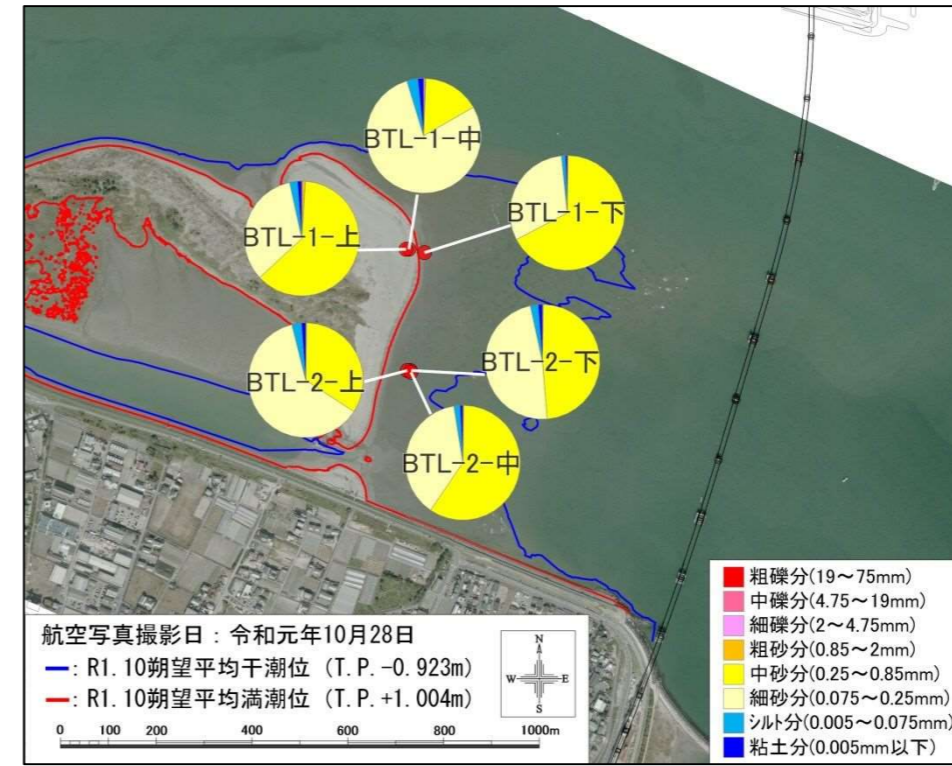 BTL-1-中
BTL-1-下
BTL-1-上
BTL-2-下
BTL-2-上
BTL-2-中
航空写真撮影日：令和元年10月28日
：R1.10朔望平均干潮位（T.P.-0.923m）
：R1.10朔望平均満潮位（T.P.+1.004m）
N
W E
S
0 200 400 600 800 1000m
粗礫分(19～75mm)
中礫分(4.75～19mm)
細礫分(2～4.75mm)
粗砂分(0.85～2mm)
中砂分(0.25～0.85mm)
細砂分(0.075～0.25mm)
シルト分(0.005～0.075mm)
粘土分(0.005mm以下)